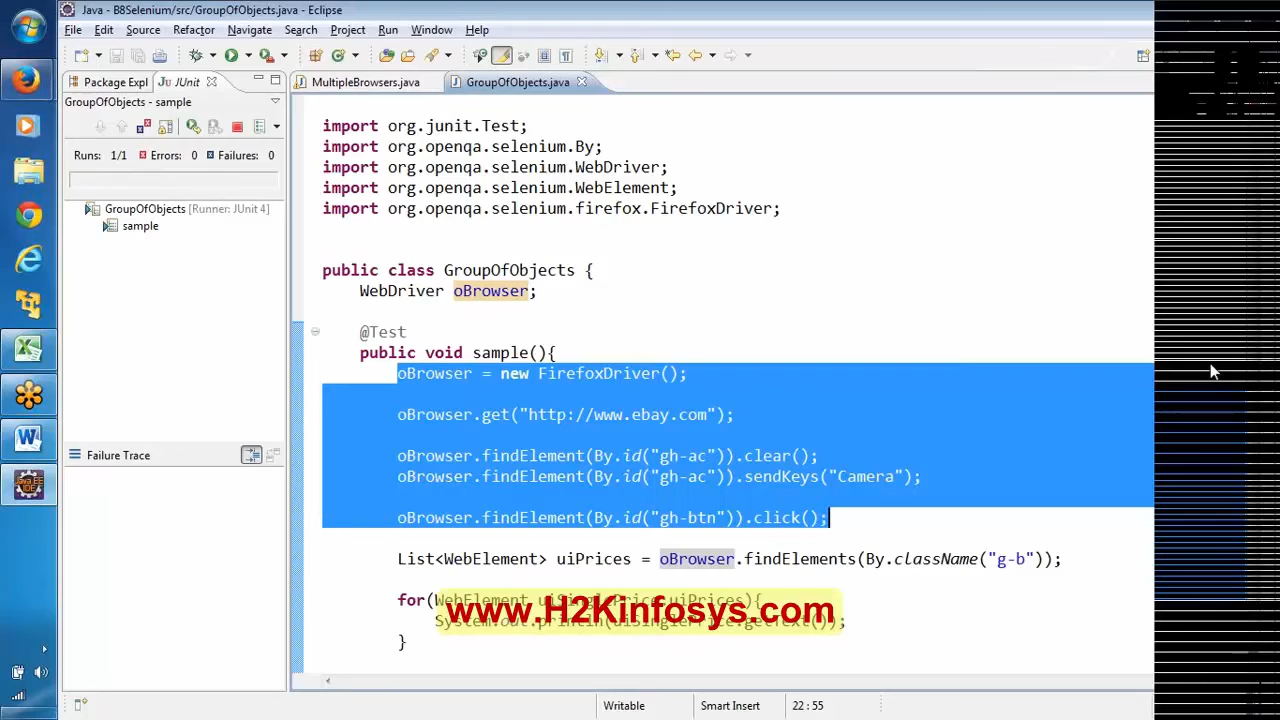 Java - B8Selenium/src/GroupOfObjects.java - Eclipse
File Edit Source Refactor Navigate Search Project Run Window Help
Package Expl JUnit
MultipleBrowsers.java GroupOfObjects.java
GroupOfObjects - sample
Runs: 1/1 Errors: 0 Failures: 0
GroupOfObjects [Runner: JUnit 4]
sample
Failure Trace
import org.junit.Test;
import org.openqa.selenium.By;
import org.openqa.selenium.WebDriver;
import org.openqa.selenium.WebElement;
import org.openqa.selenium.firefox.FirefoxDriver;
public class GroupOfObjects {
WebDriver oBrowser;
@Test
public void sample(){
oBrowser = new FirefoxDriver();
oBrowser.get("http://www.ebay.com");
oBrowser.findElement(By.id("gh-ac")).clear();
oBrowser.findElement(By.id("gh-ac")).sendKeys("Camera");
oBrowser.findElement(By.id("gh-btn")).click();
List<WebElement> uiPrices = oBrowser.findElements(By.className("g-b"));
for(
www.H2KInfosys.com
}
Java EE
IDE
Writable Smart Insert 22:55